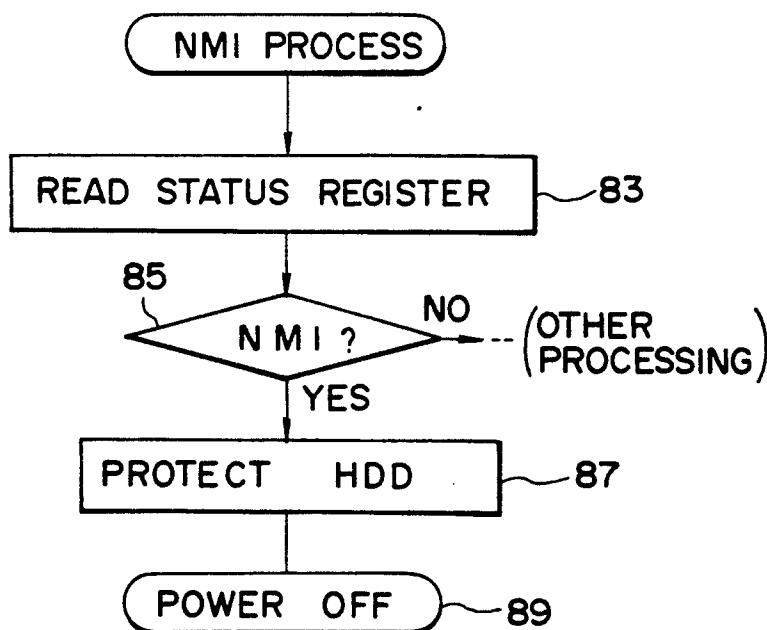 NMI PROCESS
READ STATUS REGISTER
83
85
NMI?
NO
(OTHER
PROCESSING)
YES
PROTECT HDD
87
POWER OFF
89